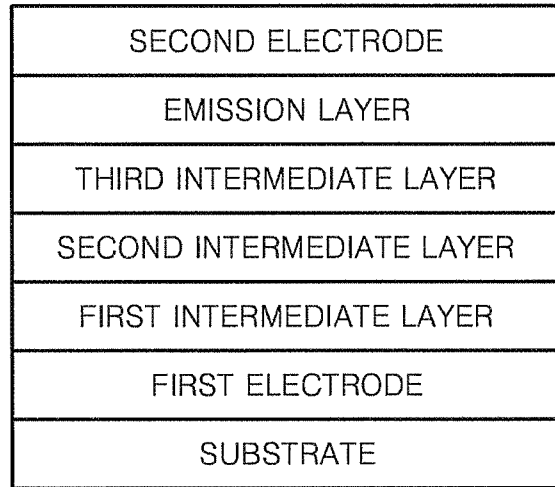 SECOND ELECTRODE
EMISSION LAYER
THIRD INTERMEDIATE LAYER
SECOND INTERMEDIATE LAYER
FIRST INTERMEDIATE LAYER
FIRST ELECTRODE
SUBSTRATE